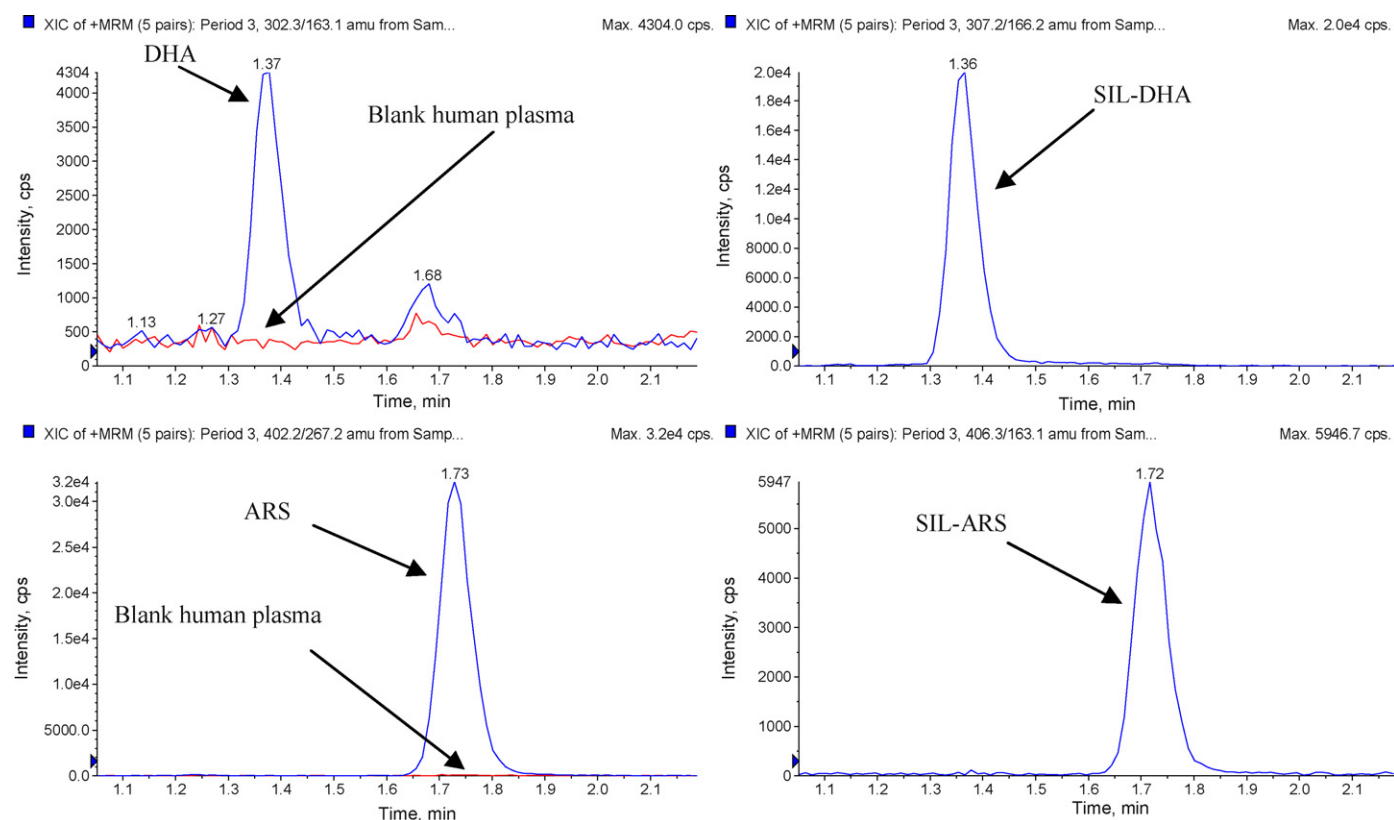 XIC of +MRM (5 pairs): Period 3, 302.3/163.1 amu from Sam... Max. 4304.0 cps.
DHA
1.37
Blank human plasma
1.68
1.13
1.27
4304
4000
3500
3000
2500
2000
1500
1000
500
0
Intensity, cps
1.1 1.2 1.3 1.4 1.5 1.6 1.7 1.8 1.9 2.0 2.1
Time, min
XIC of +MRM (5 pairs): Period 3, 307.2/166.2 amu from Samp... Max. 2.0e4 cps.
1.36
SIL-DHA
2.0e4
1.8e4
1.6e4
1.4e4
1.2e4
1.0e4
8000.0
6000.0
4000.0
2000.0
0.0
Intensity, cps
1.1 1.2 1.3 1.4 1.5 1.6 1.7 1.8 1.9 2.0 2.1
Time, min
XIC of +MRM (5 pairs): Period 3, 402.2/267.2 amu from Samp... Max. 3.2e4 cps.
1.73
ARS
Blank human plasma
3.2e4
3.0e4
2.5e4
2.0e4
1.5e4
1.0e4
5000.0
0.0
Intensity, cps
1.1 1.2 1.3 1.4 1.5 1.6 1.7 1.8 1.9 2.0 2.1
Time, min
XIC of +MRM (5 pairs): Period 3, 406.3/163.1 amu from Sam... Max. 5946.7 cps.
1.72
SIL-ARS
5947
5000
4000
3000
2000
1000
0
Intensity, cps
1.1 1.2 1.3 1.4 1.5 1.6 1.7 1.8 1.9 2.0 2.1
Time, min